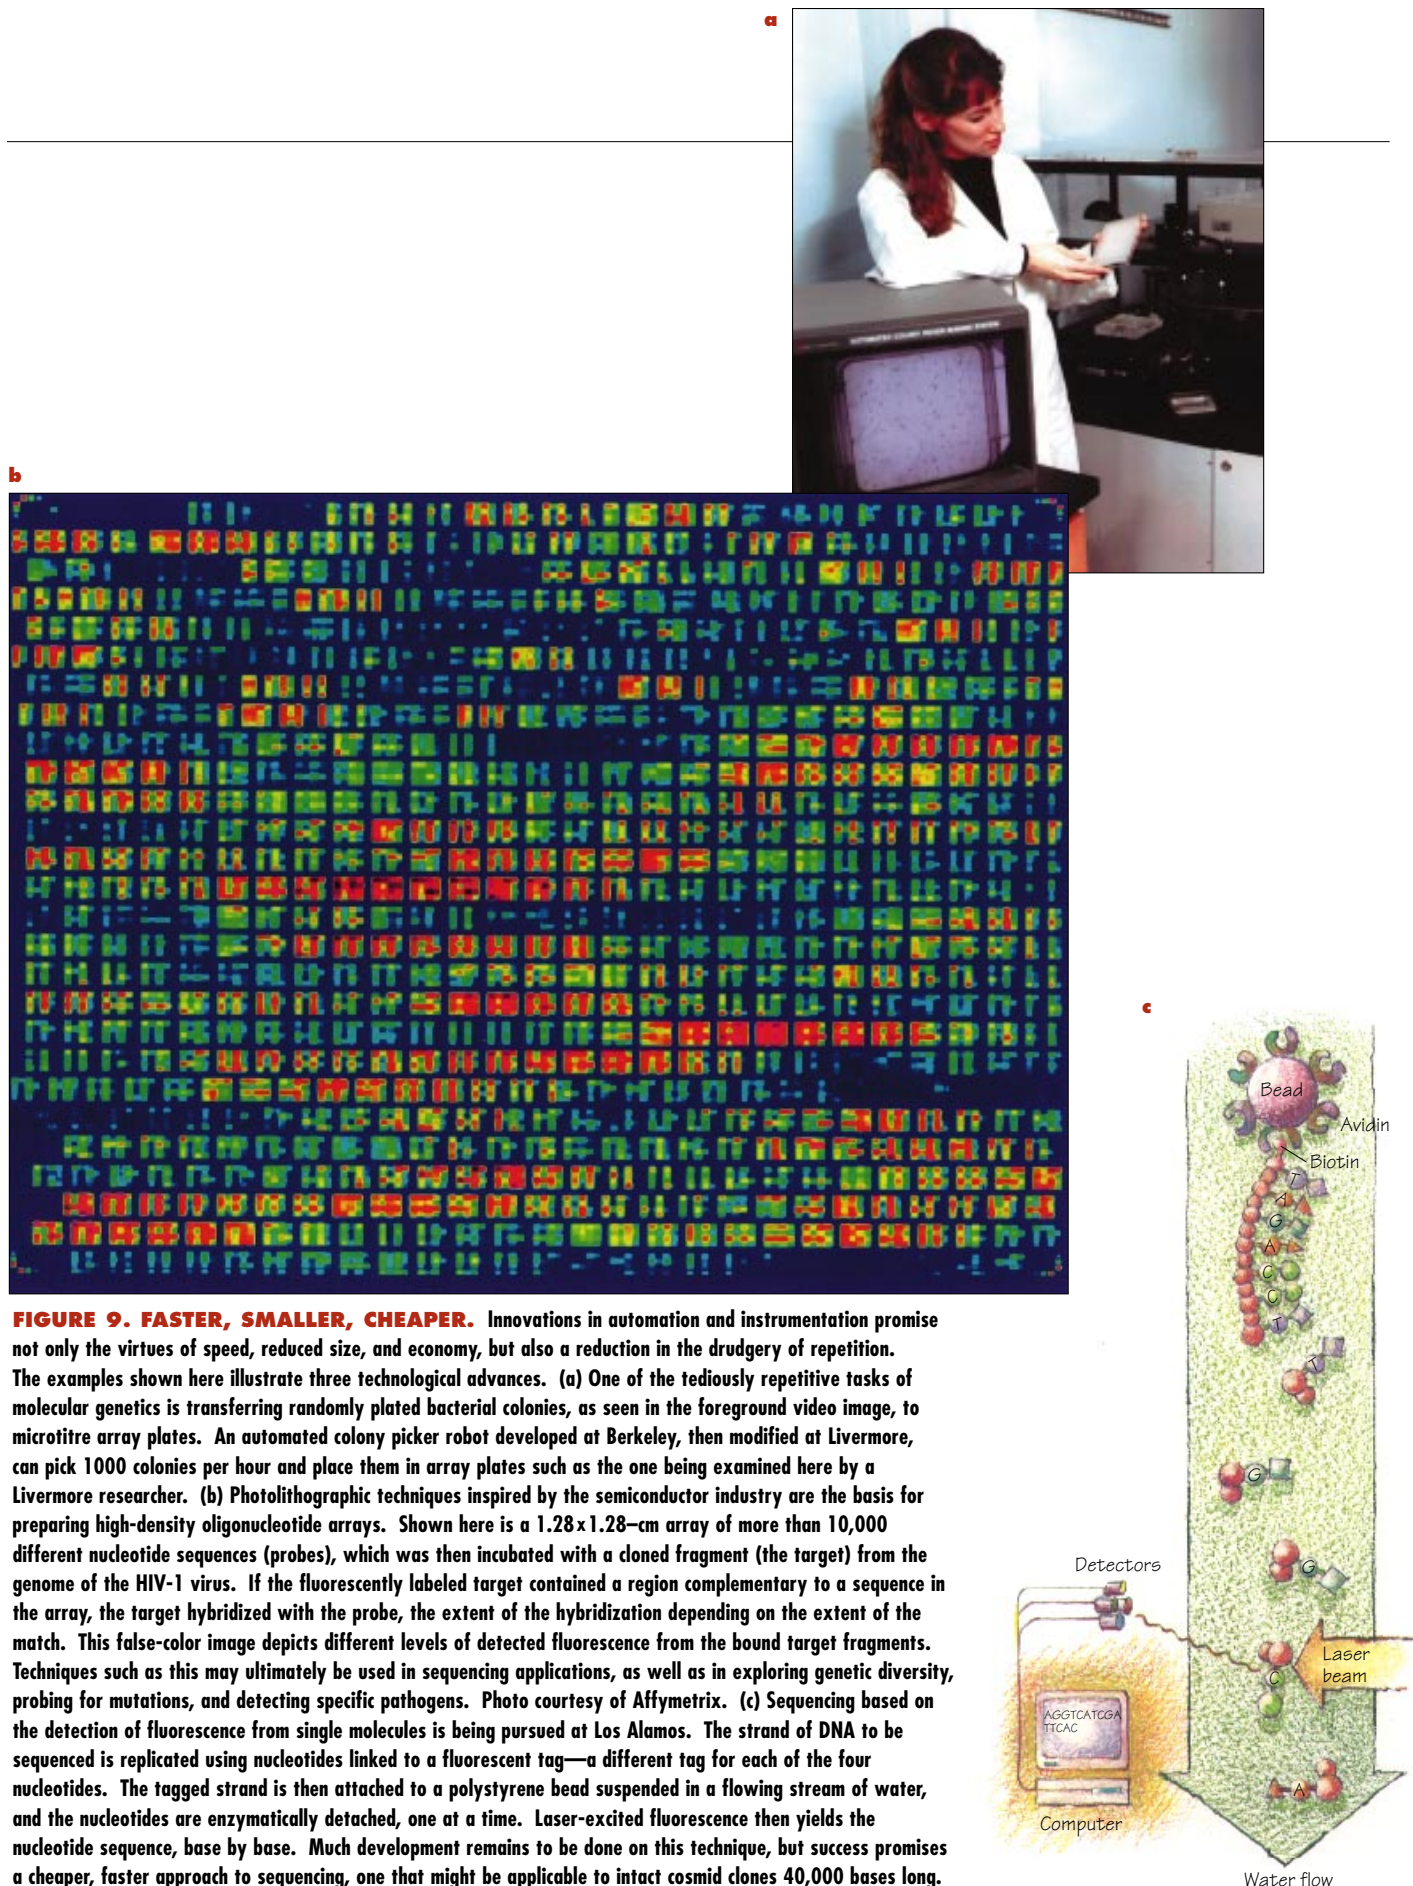 a
b
FIGURE 9. FASTER, SMALLER, CHEAPER. Innovations in automation and instrumentation promise
not only the virtues of speed, reduced size, and economy, but also a reduction in the drudgery of repetition.
The examples shown here illustrate three technological advances. (a) One of the tediously repetitive tasks of
molecular genetics is transferring randomly plated bacterial colonies, as seen in the foreground video image, to
microtitre array plates. An automated colony picker robot developed at Berkeley, then modified at Livermore,
can pick 1000 colonies per hour and place them in array plates such as the one being examined here by a
Livermore researcher. (b) Photolithographic techniques inspired by the semiconductor industry are the basis for
preparing high-density oligonucleotide arrays. Shown here is a 1.28 x 1.28–cm array of more than 10,000
different nucleotide sequences (probes), which was then incubated with a cloned fragment (the target) from the
genome of the HIV-1 virus. If the fluorescently labeled target contained a region complementary to a sequence in
the array, the target hybridized with the probe, the extent of the hybridization depending on the extent of the
match. This false-color image depicts different levels of detected fluorescence from the bound target fragments.
Techniques such as this may ultimately be used in sequencing applications, as well as in exploring genetic diversity,
probing for mutations, and detecting specific pathogens. Photo courtesy of Affymetrix. (c) Sequencing based on
the detection of fluorescence from single molecules is being pursued at Los Alamos. The strand of DNA to be
sequenced is replicated using nucleotides linked to a fluorescent tag—a different tag for each of the four
nucleotides. The tagged strand is then attached to a polystyrene bead suspended in a flowing stream of water,
and the nucleotides are enzymatically detached, one at a time. Laser-excited fluorescence then yields the
nucleotide sequence, base by base. Much development remains to be done on this technique, but success promises
a cheaper, faster approach to sequencing, one that might be applicable to intact cosmid clones 40,000 bases long.
c
Bead
Avidin
Biotin
T
A
G
A
C
C
T
T
G
G
Detectors
Laser
beam
C
AGGTCATCGA
TTCAC
A
Computer
Water flow